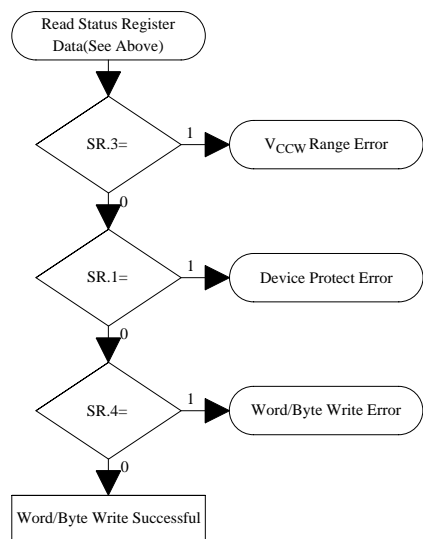 Read Status Register
Data(See Above)
SR.3=
1
VCCW Range Error
0
SR.1=
1
Device Protect Error
0
SR.4=
1
Word/Byte Write Error
0
Word/Byte Write Successful